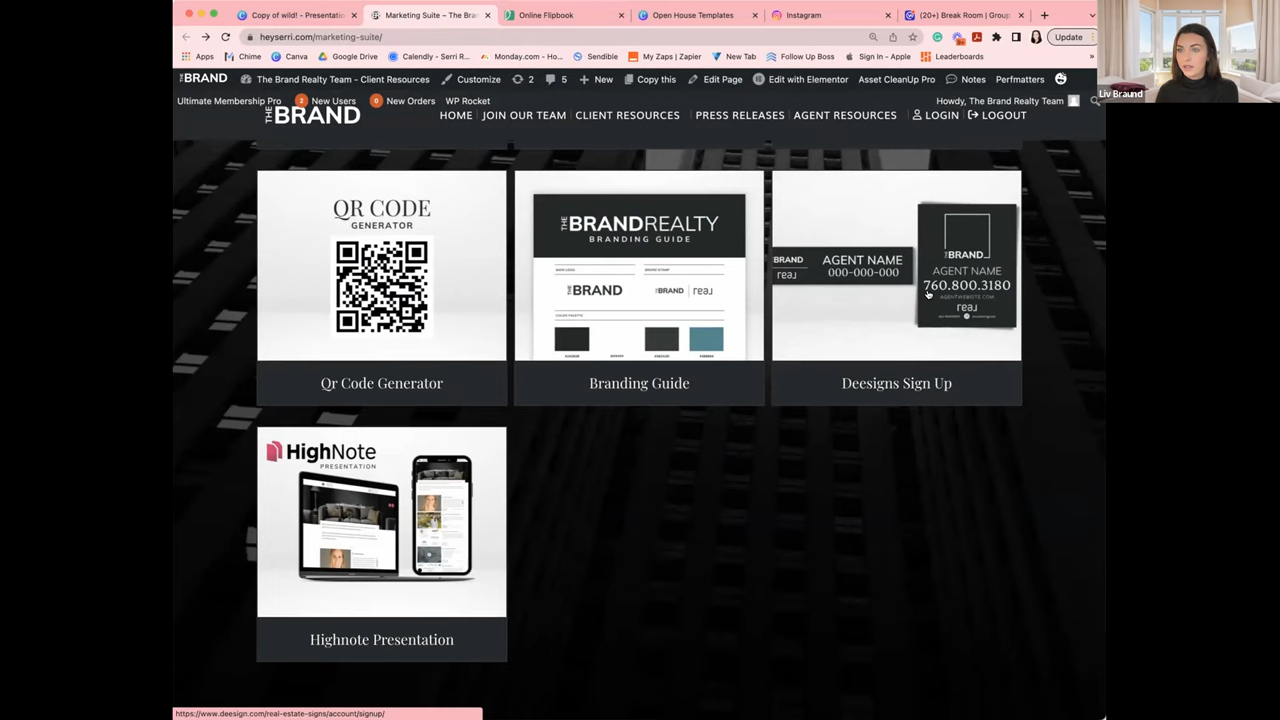 Copy of wild! - Presentatio
Marketing Suite – The Bran
Online Flipbook
Open House Templates
Instagram
(20+) Break Room | Group
heyserri.com/marketing-suite/
Update
Apps
Chime
Canva
Google Drive
Calendly - Serri R...
Monday.com - Ho...
Sendible
My Zaps | Zapier
New Tab
Follow Up Boss
Sign In - Apple
Leaderboards
»
THE BRAND
The Brand Realty Team - Client Resources
Customize
2
5
New
Copy this
Edit Page
Edit with Elementor
Asset CleanUp Pro
Notes
Perfmatters
Ultimate Membership Pro
2 New Users
0 New Orders
WP Rocket
Howdy, The Brand Realty Team
THE BRAND
HOME
JOIN OUR TEAM
CLIENT RESOURCES
PRESS RELEASES
AGENT RESOURCES
LOGIN
LOGOUT
Liv Braund
QR CODE
GENERATOR
Qr Code Generator
THE BRANDREALTY
BRANDING GUIDE
THE BRAND
THE BRAND | real
Branding Guide
BRAND
real
AGENT NAME
000-000-000
THE BRAND
AGENT NAME
760.800.3180
AGENTWEBSITE.COM
real
Deesigns Sign Up
HighNote
PRESENTATION
Highnote Presentation
https://www.deesign.com/real-estate-signs/account/signup/